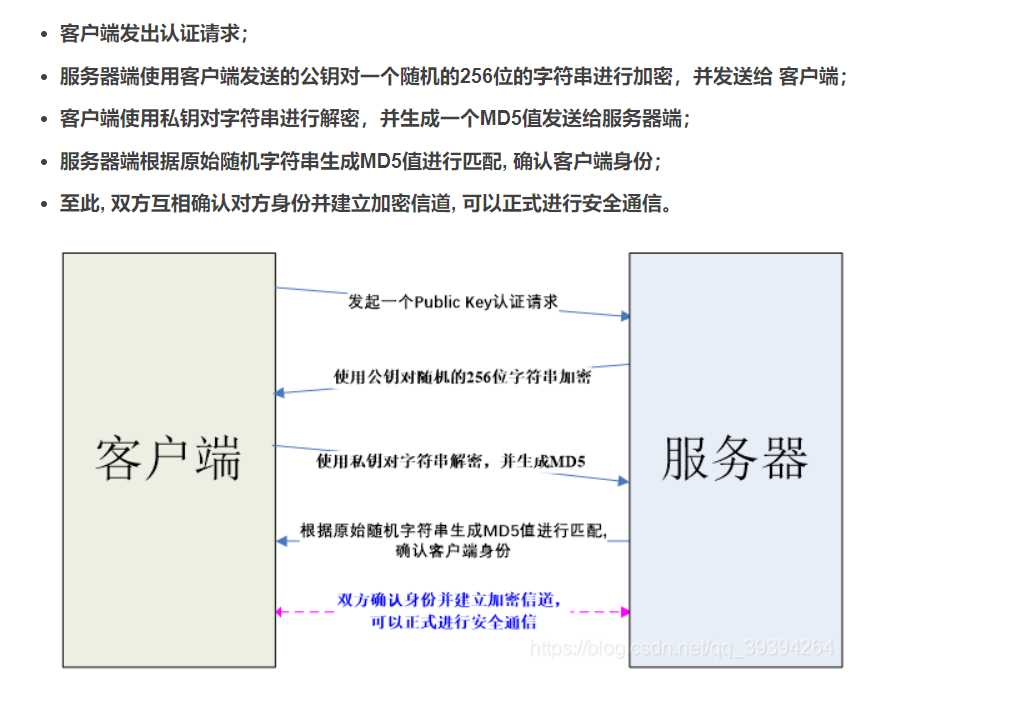 客户端发出认证请求；
服务器端使用客户端发送的公钥对一个随机的256位的字符串进行加密，并发送给 客户端；
客户端使用私钥对字符串进行解密，并生成一个MD5值发送给服务器端；
服务器端根据原始随机字符串生成MD5值进行匹配, 确认客户端身份；
至此, 双方互相确认对方身份并建立加密信道, 可以正式进行安全通信。
发起一个Public Key认证请求
使用公钥对随机的256位字符串加密
客户端
服务器
使用私钥对字符串解密，并生成MD5
根据原始随机字符串生成MD5值进行匹配，
确认客户端身份
双方确认身份并建立加密信道，
可以正式进行安全通信
https://blog.csdn.net/qq_39394264